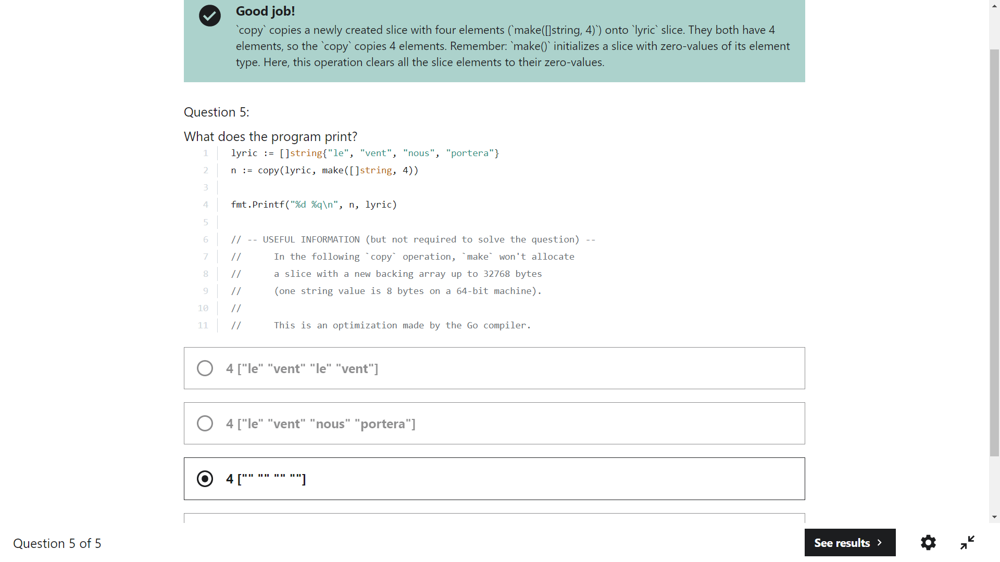 Good job!
`copy` copies a newly created slice with four elements (`make([]string, 4)`) onto `lyric` slice. They both have 4
elements, so the `copy` copies 4 elements. Remember: `make()` initializes a slice with zero-values of its element
type. Here, this operation clears all the slice elements to their zero-values.
Question 5:
What does the program print?
1 lyric := []string{"le", "vent", "nous", "portera"}
2 n := copy(lyric, make([]string, 4))
3
4 fmt.Printf("%d %q\n", n, lyric)
5
6 // -- USEFUL INFORMATION (but not required to solve the question) --
7 // In the following `copy` operation, `make` won't allocate
8 // a slice with a new backing array up to 32768 bytes
9 // (one string value is 8 bytes on a 64-bit machine).
10 //
11 // This is an optimization made by the Go compiler.
4 ["le" "vent" "le" "vent"]
4 ["le" "vent" "nous" "portera"]
4 ["" "" "" ""]
Question 5 of 5
See results